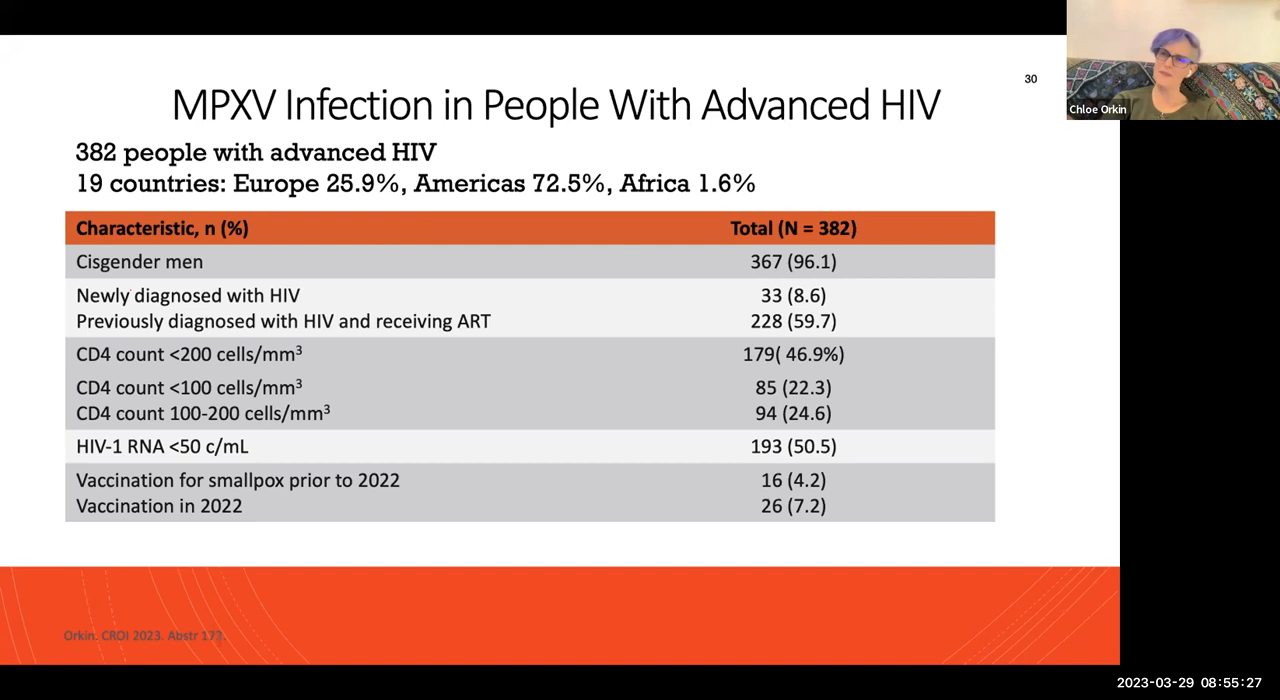 30
MPXV Infection in People With Advanced HIV
Chloe Orkin
382 people with advanced HIV
19 countries: Europe 25.9%, Americas 72.5%, Africa 1.6%
Characteristic, n (%) Total (N = 382)
Cisgender men 367 (96.1)
Newly diagnosed with HIV 33 (8.6)
Previously diagnosed with HIV and receiving ART 228 (59.7)
CD4 count <200 cells/mm³ 179( 46.9%)
CD4 count <100 cells/mm³ 85 (22.3)
CD4 count 100-200 cells/mm³ 94 (24.6)
HIV-1 RNA <50 c/mL 193 (50.5)
Vaccination for smallpox prior to 2022 16 (4.2)
Vaccination in 2022 26 (7.2)
Orkin. CROI 2023. Abstr 173.
2023-03-29 08:55:27